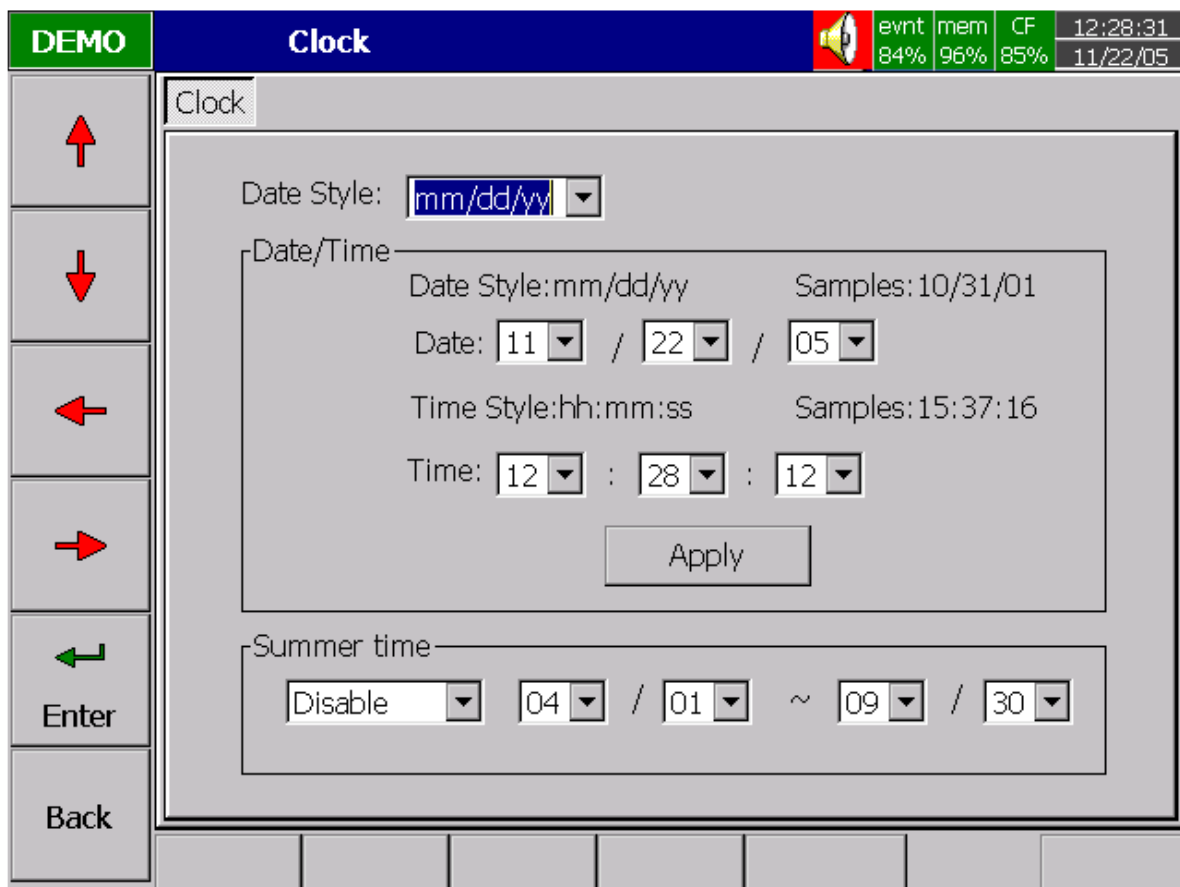 DEMO Clock evnt 84% mem 96% CF 85% 12:28:31 11/22/05
Clock
Date Style: mm/dd/yy
Date/Time
Date Style:mm/dd/yy Samples:10/31/01
Date: 11 / 22 / 05
Time Style:hh:mm:ss Samples:15:37:16
Time: 12 : 28 : 12
Apply
Summer time
Disable 04 / 01 ~ 09 / 30
Enter
Back